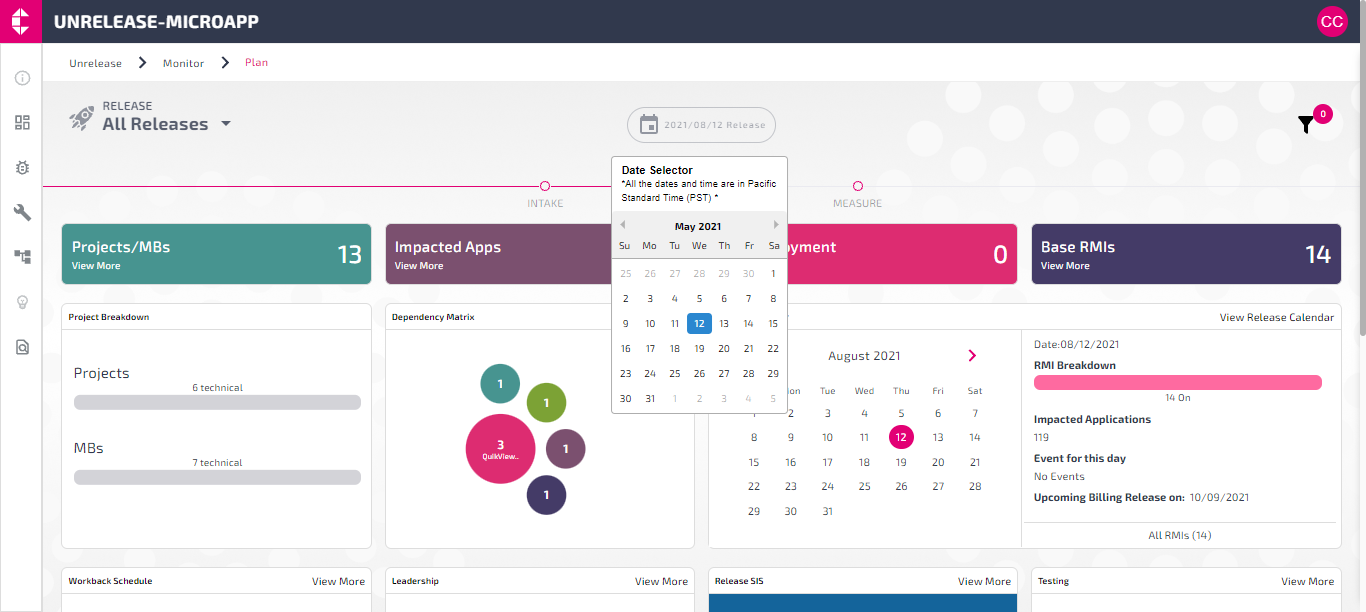 UNRELEASE-MICROAPP
CC
Unrelease
Monitor
Plan
RELEASE
All Releases
2021/08/12 Release
0
INTAKE
MEASURE
Date Selector
*All the dates and time are in Pacific
Standard Time (PST) *
May 2021
Su Mo Tu We Th Fr Sa
25 26 27 28 29 30 1
2 3 4 5 6 7 8
9 10 11 12 13 14 15
16 17 18 19 20 21 22
23 24 25 26 27 28 29
30 31 1 2 3 4 5
Projects/MBs
View More
13
Impacted Apps
View More
0
Base RMIs
View More
14
Project Breakdown
Projects
6 technical
MBs
7 technical
Dependency Matrix
1
1
3
QuikView..
1
1
View Release Calendar
August 2021
Tue Wed Thu Fri Sat
2 3 4 5 6 7
8 9 10 11 12 13 14
15 16 17 18 19 20 21
22 23 24 25 26 27 28
29 30 31
Date:08/12/2021
RMI Breakdown
14 On
Impacted Applications
119
Event for this day
No Events
Upcoming Billing Release on: 10/09/2021
All RMIs (14)
Workback Schedule
View More
Leadership
View More
Release SIS
View More
Testing
View More